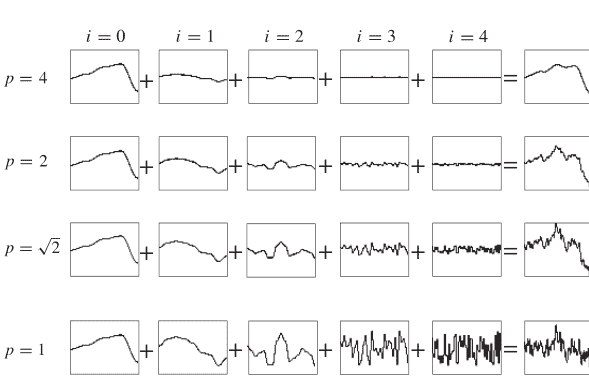 i = 0 i = 1 i = 2 i = 3 i = 4
p = 4 + + + + =
p = 2 + + + + =
p = √2 + + + + =
p = 1 + + + + =